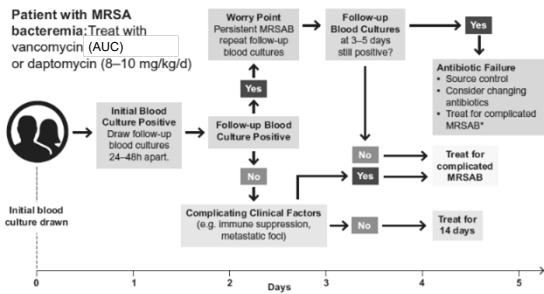 Patient with MRSA
bacteremia:Treat with
vancomycin (AUC)
or daptomycin (8–10 mg/kg/d)
Worry Point
Persistent MRSAB
repeat follow-up
blood cultures
Follow-up
Blood Cultures
at 3–5 days
still positive?
Yes
Antibiotic Failure
• Source control
• Consider changing
antibiotics
• Treat for complicated
MRSAB*
Yes
Initial Blood
Culture Positive
Draw follow-up
blood cultures
24–48h apart.
Follow-up Blood
Culture Positive
No
Yes
Treat for
complicated
MRSAB
No
Complicating Clinical Factors
(e.g. immune suppression,
metastatic foci)
No
Treat for
14 days
Initial blood
culture drawn
0
1
2
3
4
5
Days